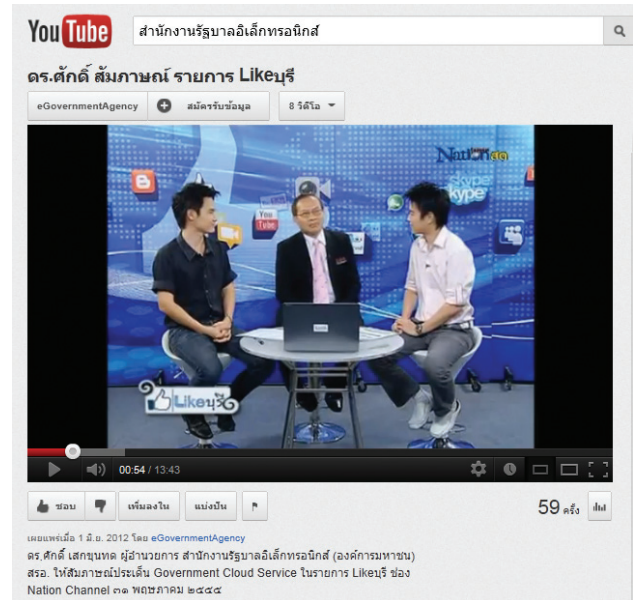 YouTube
สำนักงานรัฐบาลอิเล็กทรอนิกส์
ดร.ศักดิ์ สัมภาษณ์ รายการ Likeบุรี
eGovernmentAgency สมัครรับข้อมูล 8 วิดีโอ
Nationสด
skype
skype
You Tube
Likeบุรี
00:54 / 13:43
ชอบ เพิ่มลงใน แบ่งปัน 59 ครั้ง
เผยแพร่เมื่อ 1 มิ.ย. 2012 โดย eGovernmentAgency
ดร.ศักดิ์ เสกขุนทด ผู้อำนวยการ สำนักงานรัฐบาลอิเล็กทรอนิกส์ (องค์การมหาชน)
สรอ. ให้สัมภาษณ์ประเด็น Government Cloud Service ในรายการ Likeบุรี ช่อง
Nation Channel ๓๑ พฤษภาคม ๒๕๕๕